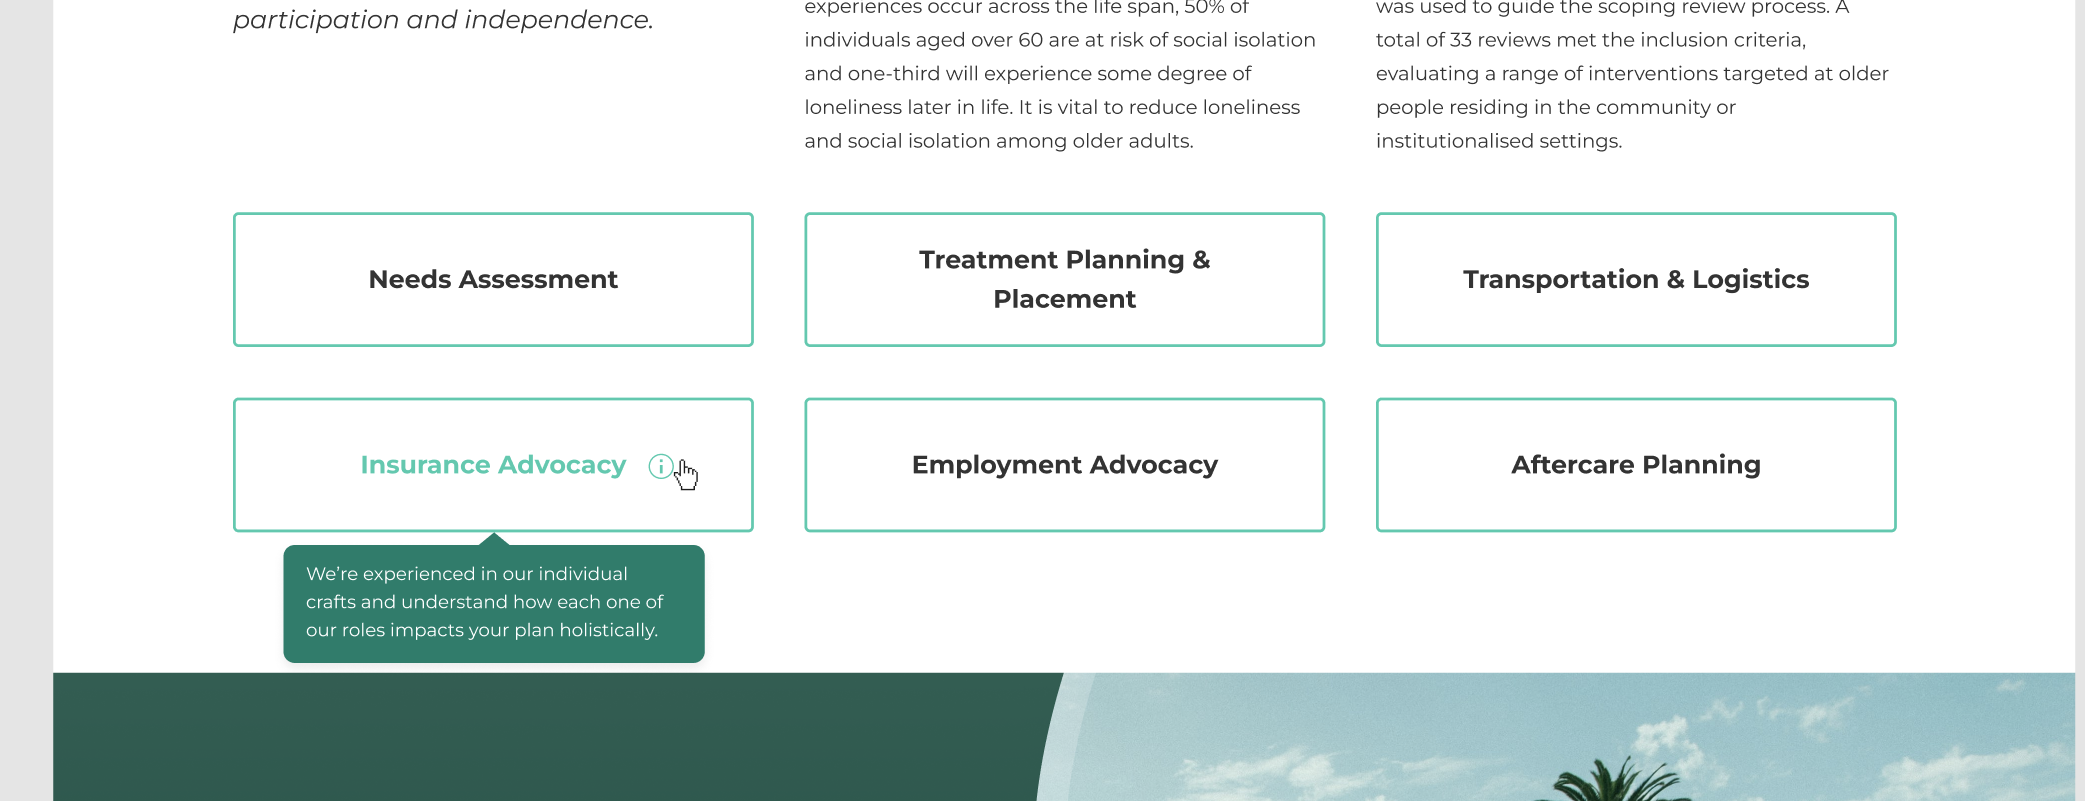 participation and independence.
experiences occur across the life span, 50% of
individuals aged over 60 are at risk of social isolation
and one-third will experience some degree of
loneliness later in life. It is vital to reduce loneliness
and social isolation among older adults.
was used to guide the scoping review process. A
total of 33 reviews met the inclusion criteria,
evaluating a range of interventions targeted at older
people residing in the community or
institutionalised settings.
Needs Assessment
Treatment Planning &
Placement
Transportation & Logistics
Insurance Advocacy
Employment Advocacy
Aftercare Planning
We’re experienced in our individual
crafts and understand how each one of
our roles impacts your plan holistically.